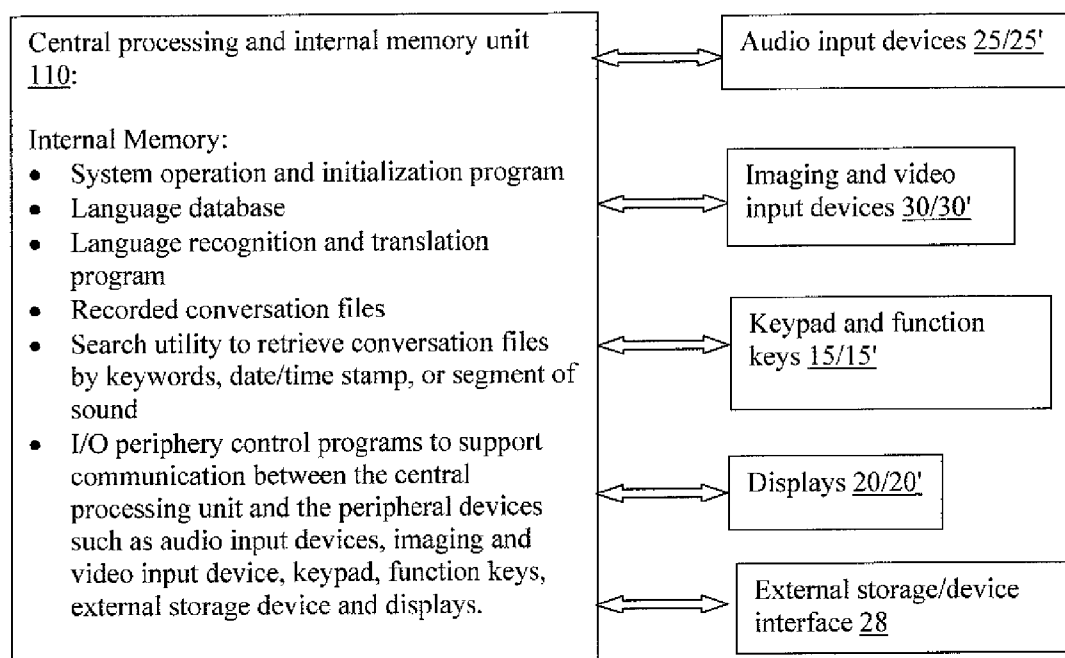 Central processing and internal memory unit
110:
Internal Memory:
• System operation and initialization program
• Language database
• Language recognition and translation
program
• Recorded conversation files
• Search utility to retrieve conversation files
by keywords, date/time stamp, or segment of
sound
• I/O periphery control programs to support
communication between the central
processing unit and the peripheral devices
such as audio input devices, imaging and
video input device, keypad, function keys,
external storage device and displays.
Audio input devices 25/25'
Imaging and video
input devices 30/30'
Keypad and function
keys 15/15'
Displays 20/20'
External storage/device
interface 28